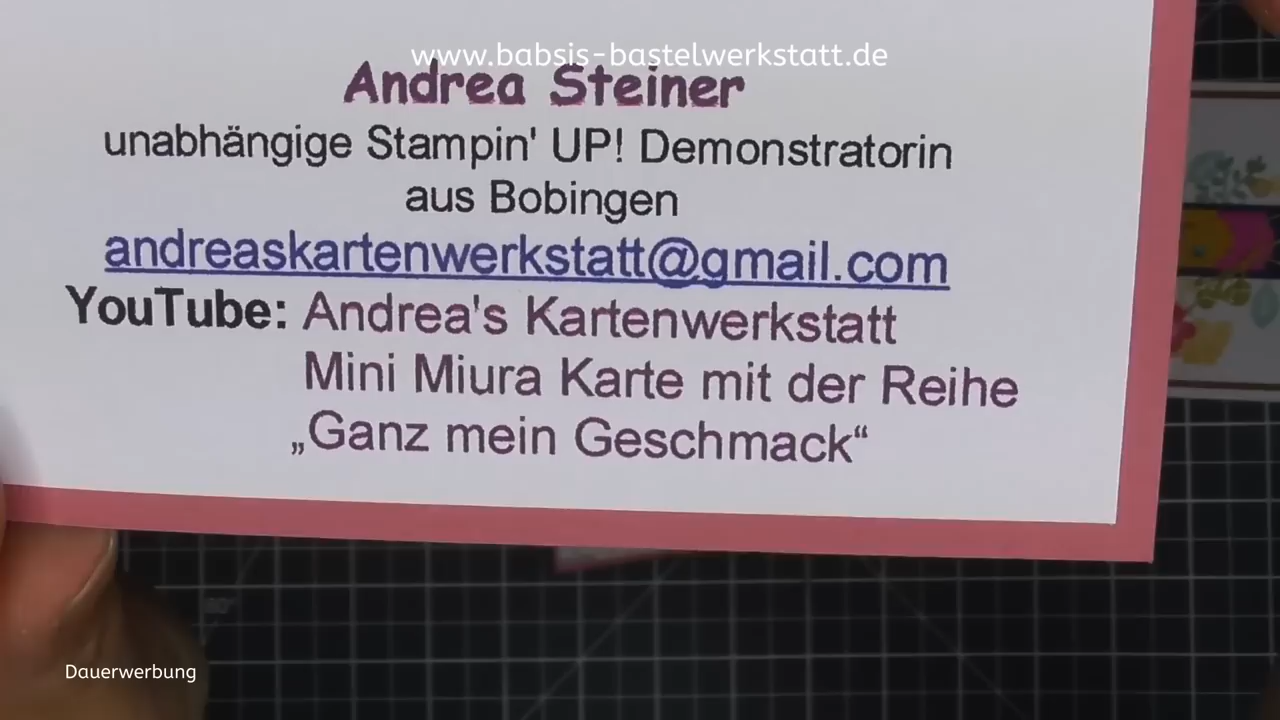 www.babsis-bastelwerkstatt.de
Andrea Steiner
unabhängige Stampin' UP! Demonstratorin
aus Bobingen
andreaskartenwerkstatt@gmail.com
YouTube: Andrea's Kartenwerkstatt
Mini Miura Karte mit der Reihe
„Ganz mein Geschmack“
Dauerwerbung